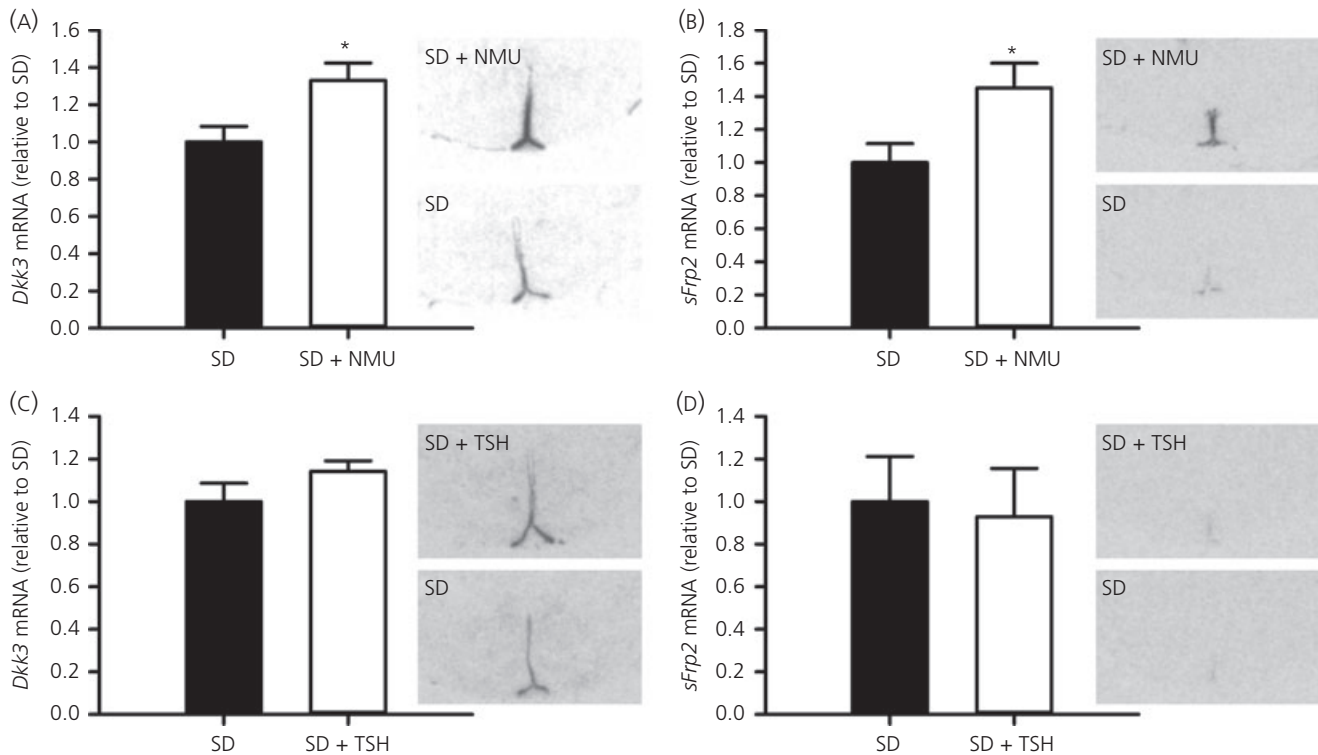 (A)
Dkk3 mRNA (relative to SD)
1.6
1.4
1.2
1.0
0.8
0.6
0.4
0.2
0.0
*
SD
SD + NMU
SD + NMU
SD
(B)
sFrp2 mRNA (relative to SD)
1.8
1.6
1.4
1.2
1.0
0.8
0.6
0.4
0.2
0.0
*
SD
SD + NMU
SD + NMU
SD
(C)
Dkk3 mRNA (relative to SD)
1.4
1.2
1.0
0.8
0.6
0.4
0.2
0.0
SD
SD + TSH
SD + TSH
SD
(D)
sFrp2 mRNA (relative to SD)
1.4
1.2
1.0
0.8
0.6
0.4
0.2
0.0
SD
SD + TSH
SD + TSH
SD